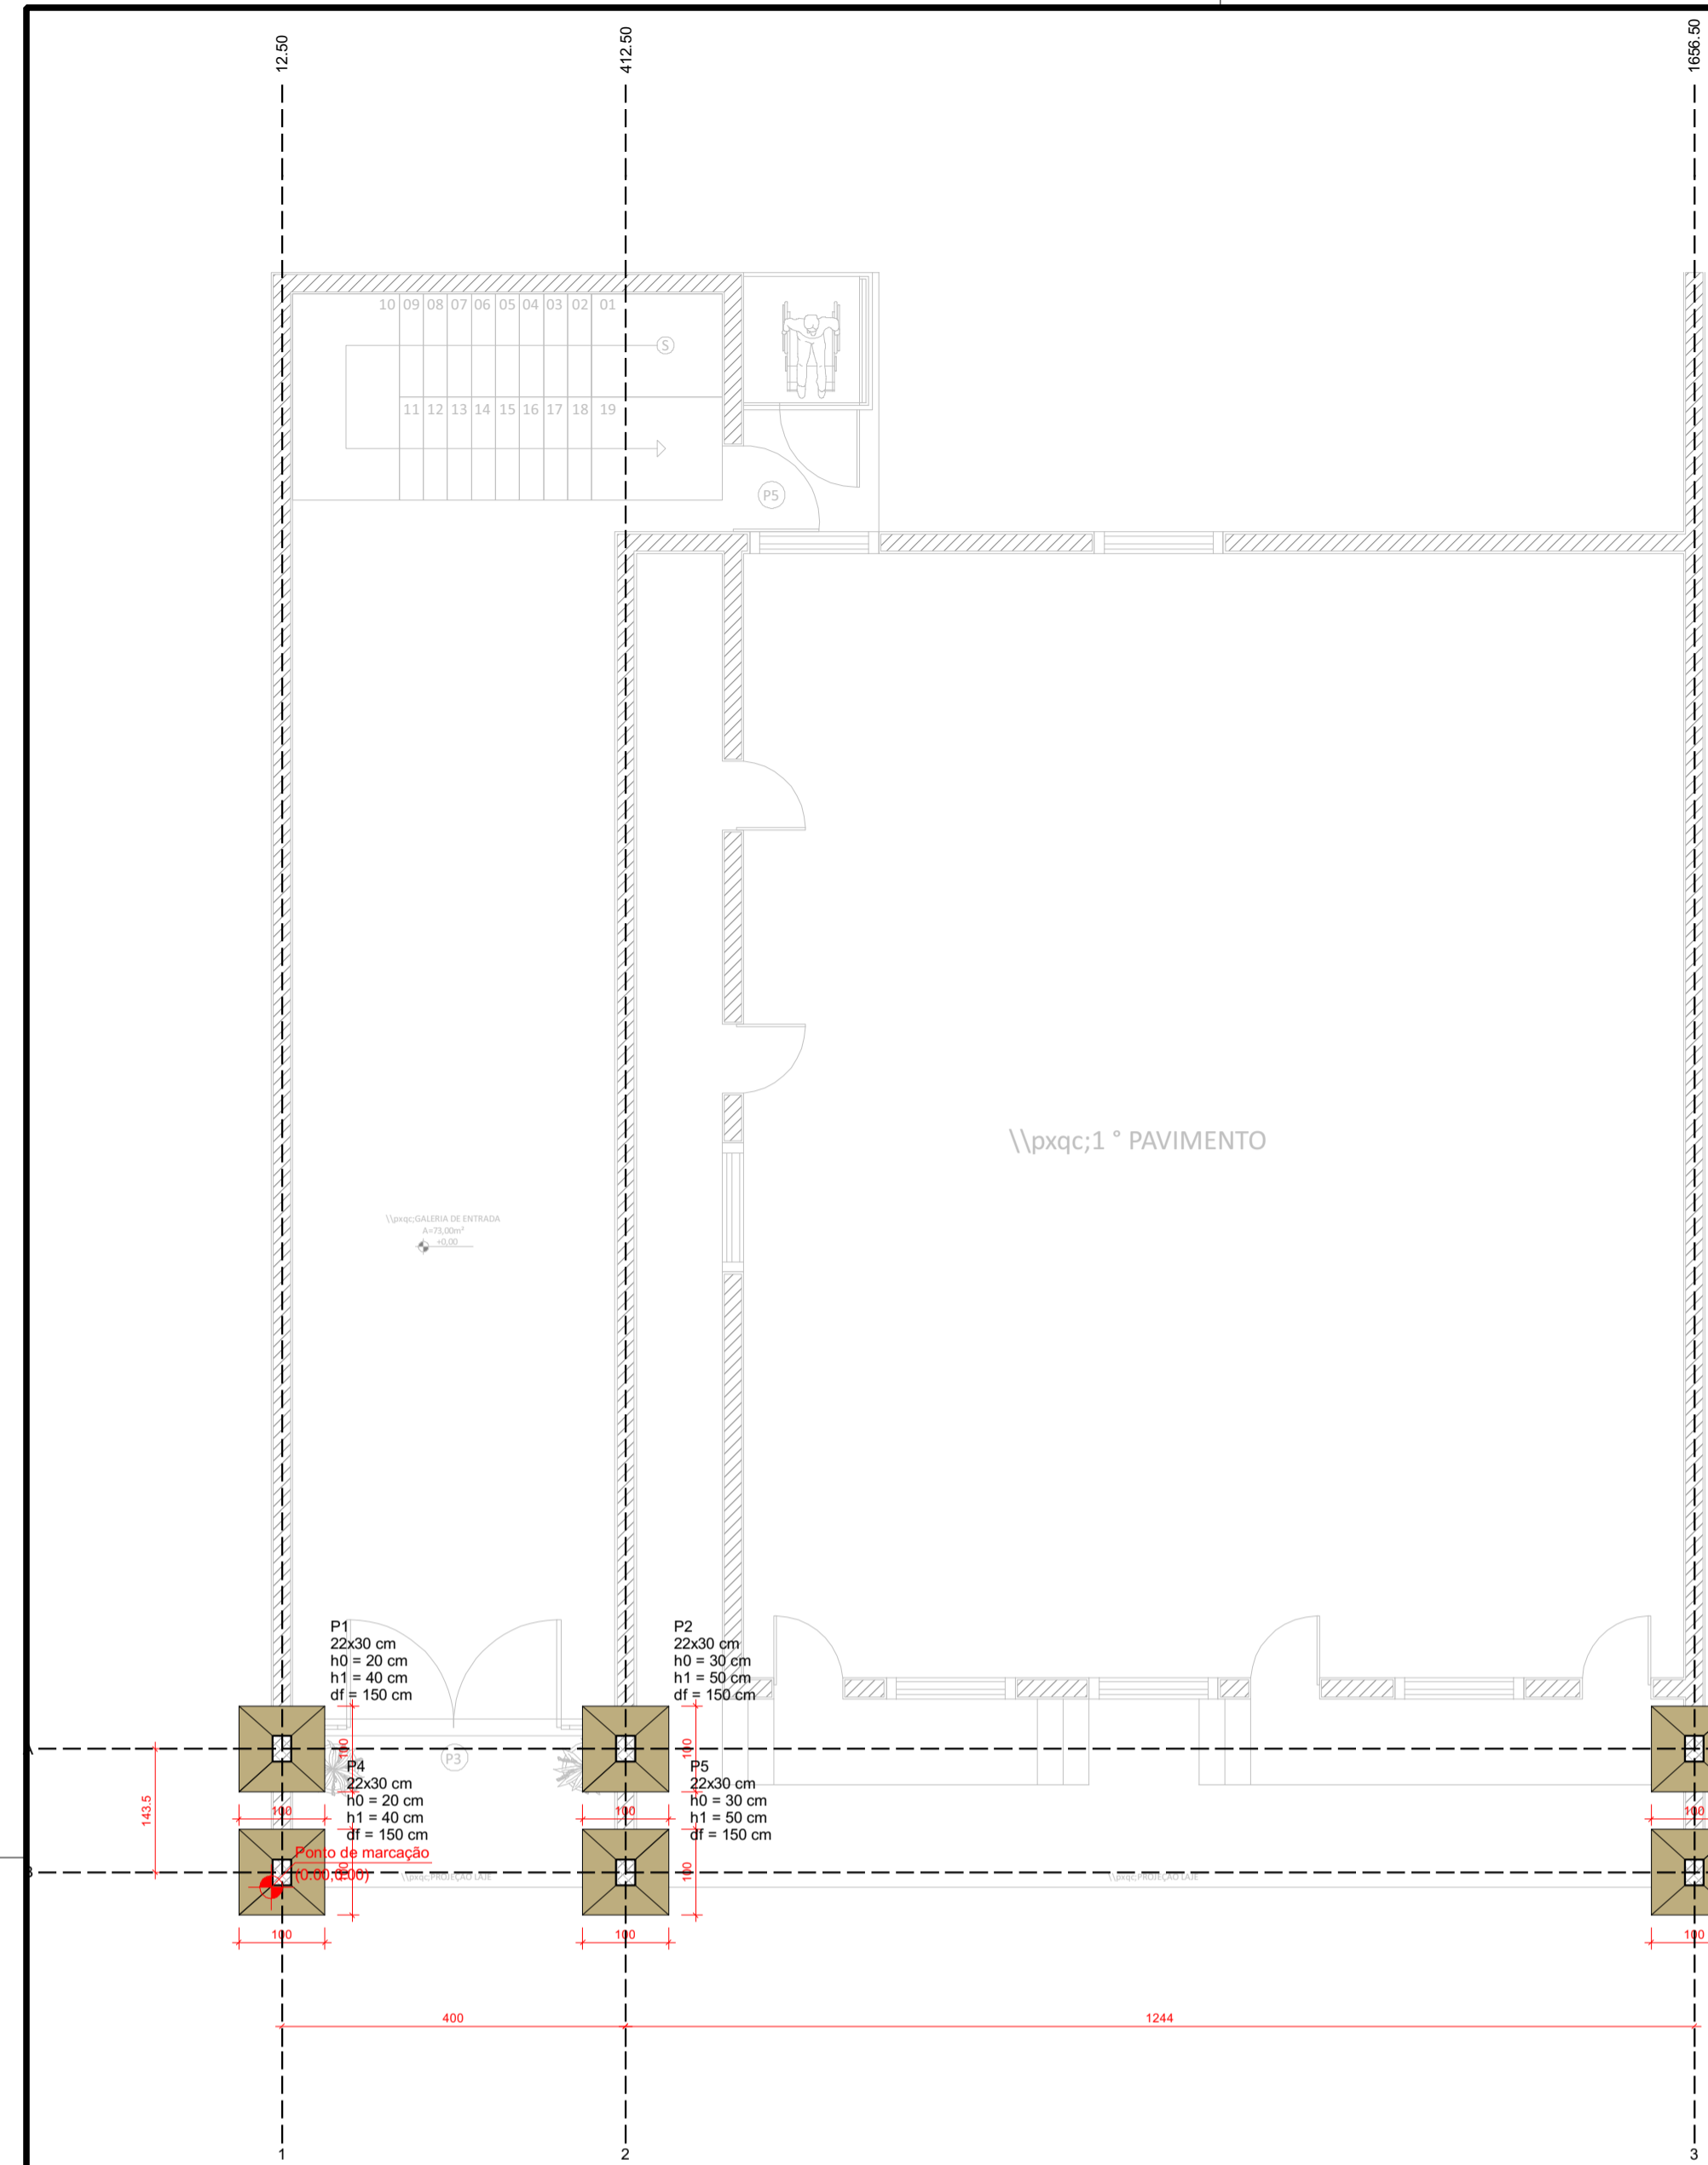 12.50
412.50
1656.50
10 09 08 07 06 05 04 03 02 01
S
11 12 13 14 15 16 17 18 19
P5
\\pxqc;1 ° PAVIMENTO
\\pxqc;GALERIA DE ENTRADA
A=73,00m²
+0,00
P1
22x30 cm
h0 = 20 cm
h1 = 40 cm
df = 150 cm
P2
22x30 cm
h0 = 30 cm
h1 = 50 cm
df = 150 cm
A
100
100
P3
P4
22x30 cm
h0 = 20 cm
h1 = 40 cm
df = 150 cm
P5
22x30 cm
h0 = 30 cm
h1 = 50 cm
df = 150 cm
143.5
100
100
100
Ponto de marcação
(0.00,0.00)
B
100
100
\\pxqc;PROJEÇÃO LAJE
\\pxqc;PROJEÇÃO LAJE
100
100
100
400
1244
1
2
3